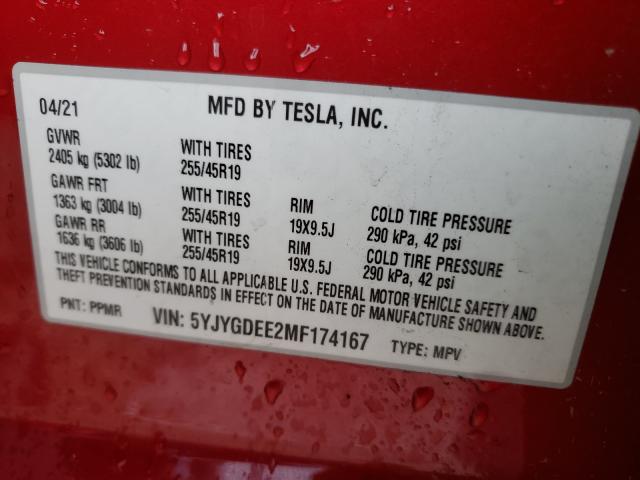 04/21 MFD BY TESLA, INC.
GVWR
2405 kg (5302 lb) WITH TIRES 255/45R19
GAWR FRT
1363 kg (3004 lb) WITH TIRES 255/45R19 RIM 19X9.5J COLD TIRE PRESSURE 290 kPa, 42 psi
GAWR RR
1636 kg (3606 lb) WITH TIRES 255/45R19 RIM 19X9.5J COLD TIRE PRESSURE 290 kPa, 42 psi
THIS VEHICLE CONFORMS TO ALL APPLICABLE U.S. FEDERAL MOTOR VEHICLE SAFETY AND
THEFT PREVENTION STANDARDS IN EFFECT ON THE DATE OF MANUFACTURE SHOWN ABOVE.
PNT: PPMR VIN: 5YJYGDEE2MF174167 TYPE: MPV